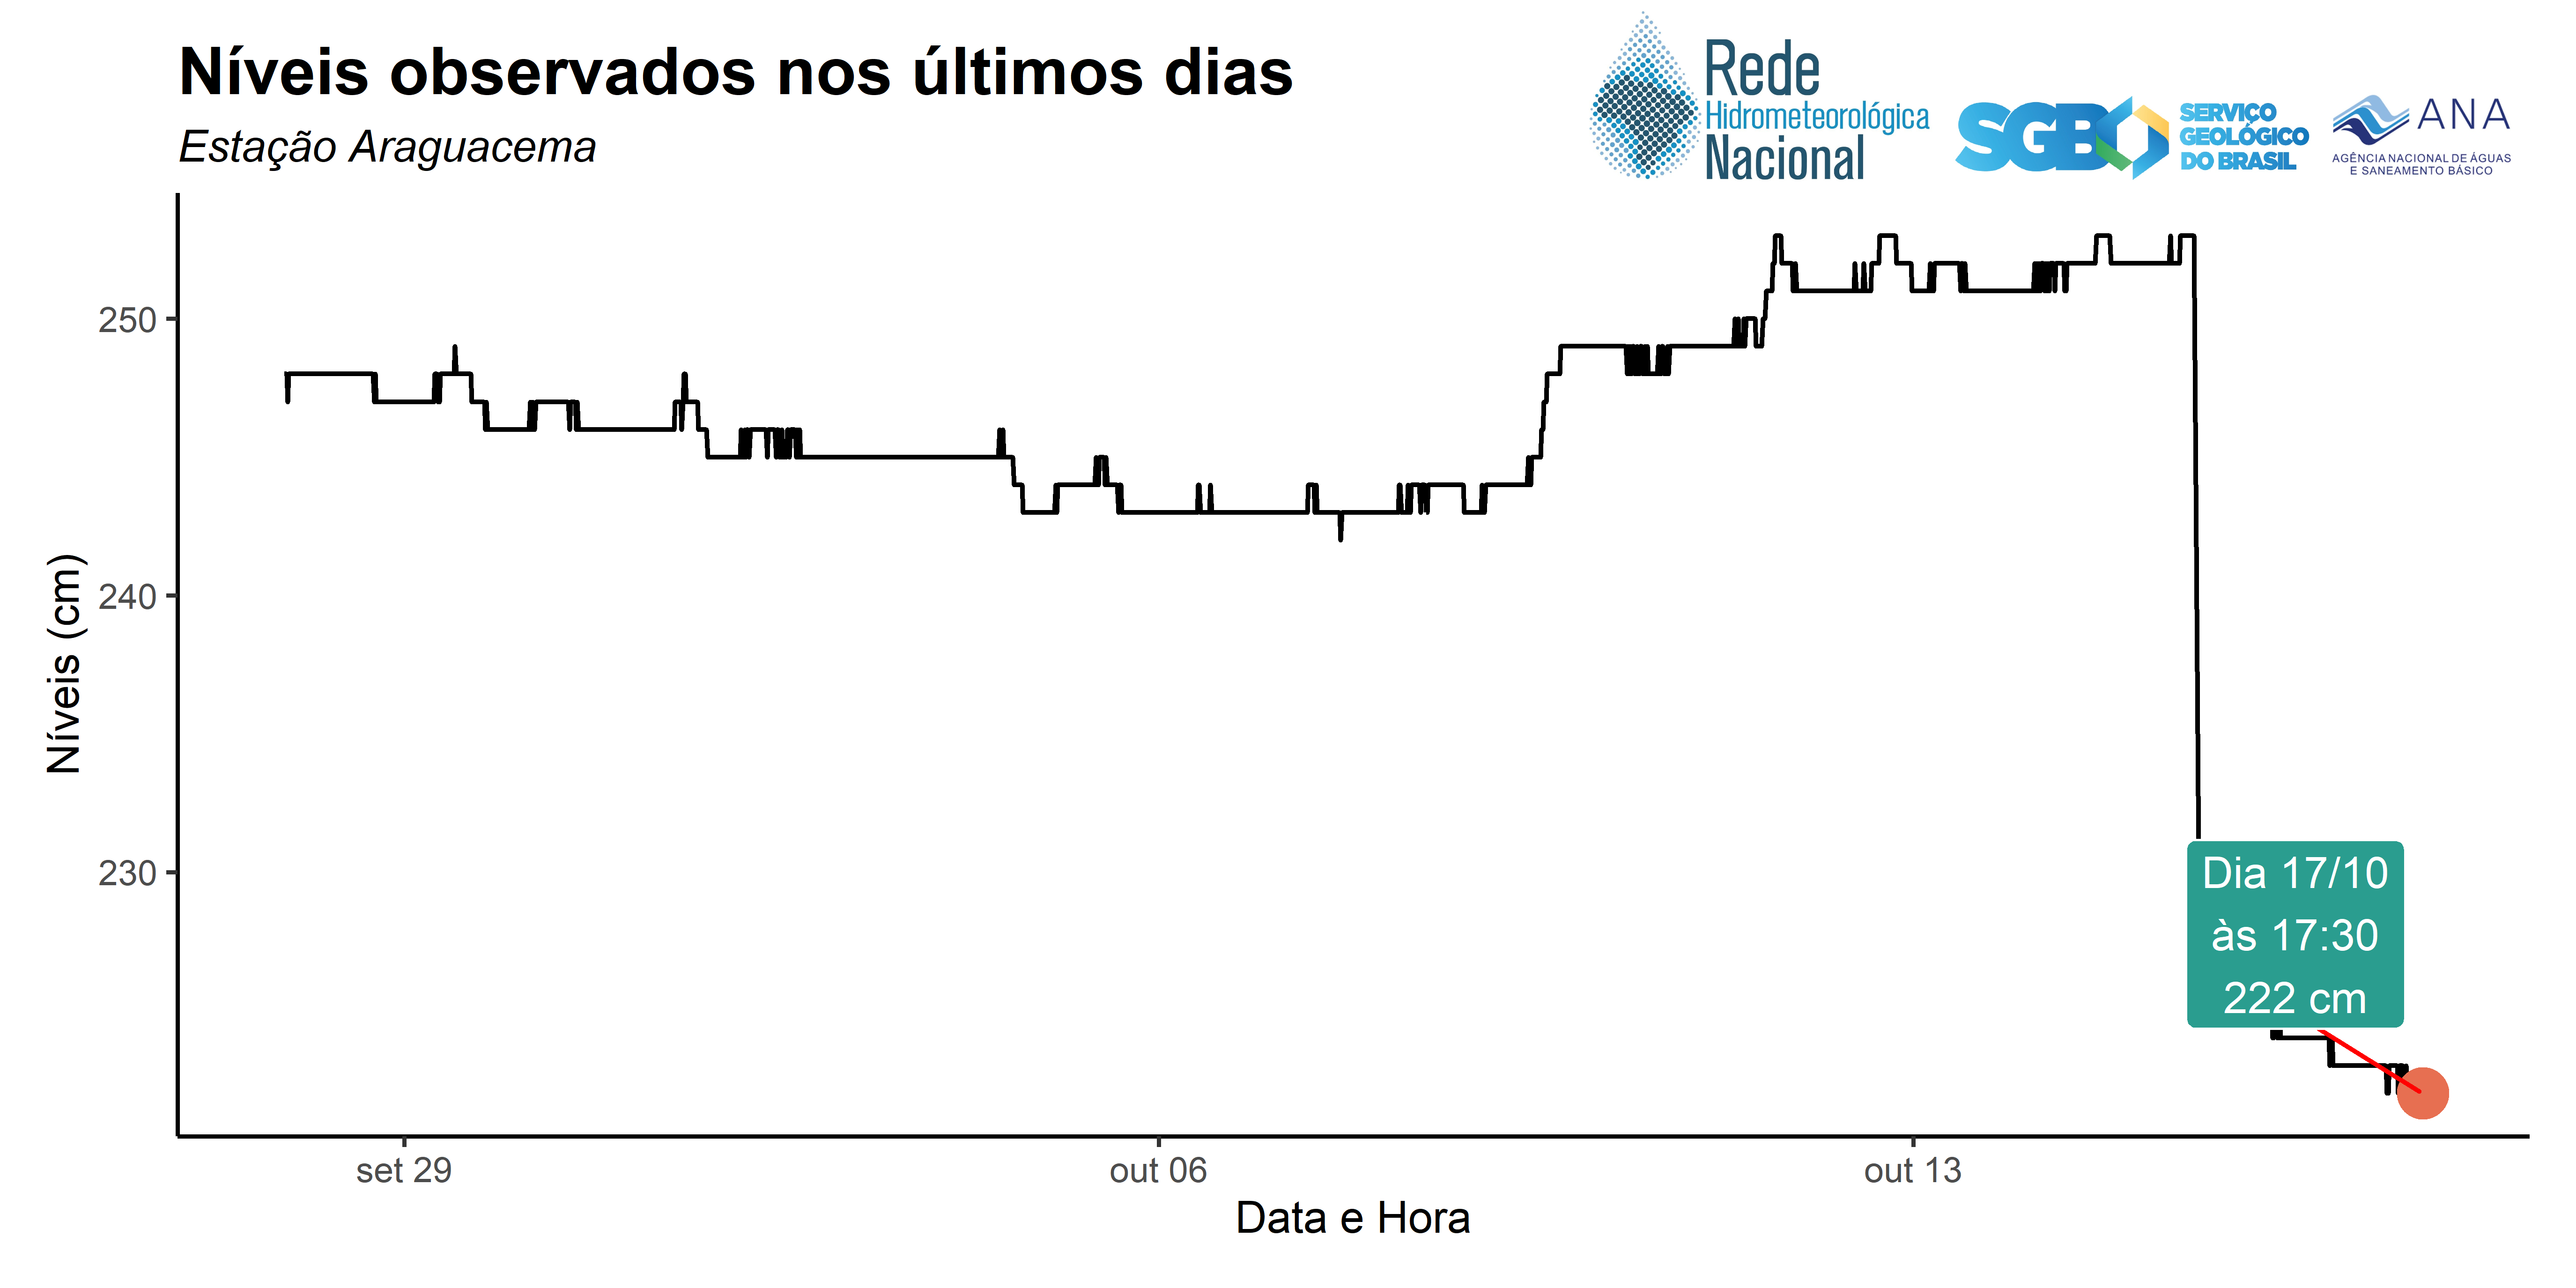 Níveis observados nos últimos dias
Estação Araguacema
Rede
Hidrometeorológica
Nacional
SGB
SERVIÇO
GEOLÓGICO
DO BRASIL
ANA
AGÊNCIA NACIONAL DE ÁGUAS
E SANEAMENTO BÁSICO
Níveis (cm)
250
240
230
Dia 17/10
às 17:30
222 cm
set 29
out 06
out 13
Data e Hora